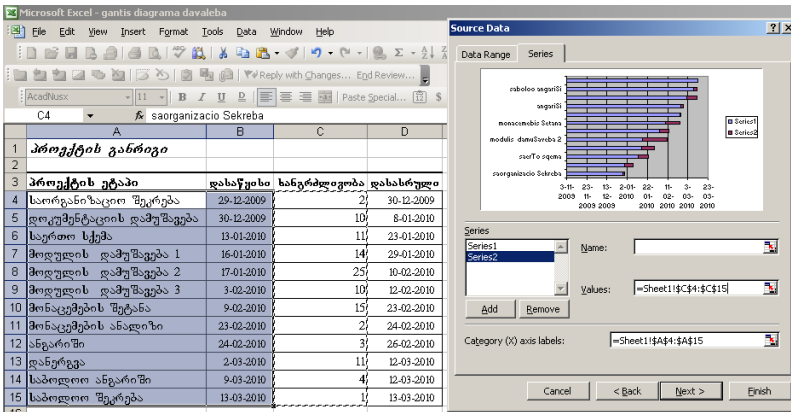 Microsoft Excel - gantis diagrama davaleba
File Edit View Insert Format Tools Data Window Help
Reply with Changes... End Review...
AcadNusx 11 B I U Paste Special... $
C4 fx saorganizacio Sekreba
A B C D
1 პროექტის განრიგი
2
3 პროექტის ეტაპი დასაწყისი ხანგრძლივობა დასასრული
4 საორგანიზაციო შეკრება 29-12-2009 2 30-12-2009
5 დოკუმენტაციის დამუშავება 30-12-2009 10 8-01-2010
6 საერთო სქემა 13-01-2010 11 23-01-2010
7 მოდულის დამუშავება 1 16-01-2010 14 29-01-2010
8 მოდულის დამუშავება 2 17-01-2010 25 10-02-2010
9 მოდულის დამუშავება 3 3-02-2010 10 12-02-2010
10 მონაცემების შეტანა 9-02-2010 15 23-02-2010
11 მონაცემების ანალიზი 23-02-2010 2 24-02-2010
12 ანგარიში 24-02-2010 3 26-02-2010
13 დანერგვა 2-03-2010 11 12-03-2010
14 საბოლოო ანგარიში 9-03-2010 4 12-03-2010
15 საბოლოო შეკრება 13-03-2010 1 13-03-2010
Source Data
Data Range Series
saboloo angariSi
angariSi
monacemebis Setana
modulis damuSaveba 2
saerTo sqema
saorganizacio Sekreba
3-11- 23- 13- 2-01- 22- 11- 3- 23-
2009 11- 12- 2010 01- 02- 03- 03-
2009 2009 2010 2010 2010 2010
Series1
Series2
Series
Series1
Series2
Name:
Values: =Sheet1!$C$4:$C$15
Add Remove
Category (X) axis labels: =Sheet1!$A$4:$A$15
Cancel < Back Next > Finish